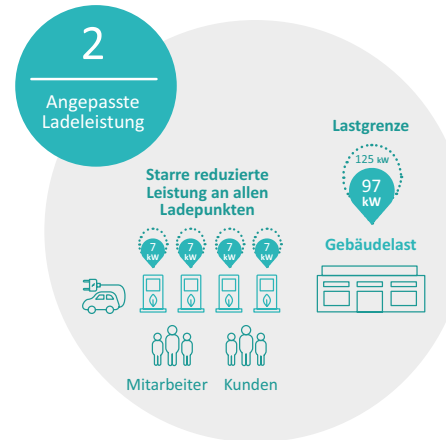 2
Angepasste
Ladeleistung
Lastgrenze
125 kW
97
kW
Gebäudelast
Starre reduzierte
Leistung an allen
Ladepunkten
7 7 7 7
kW kW kW kW
Mitarbeiter Kunden